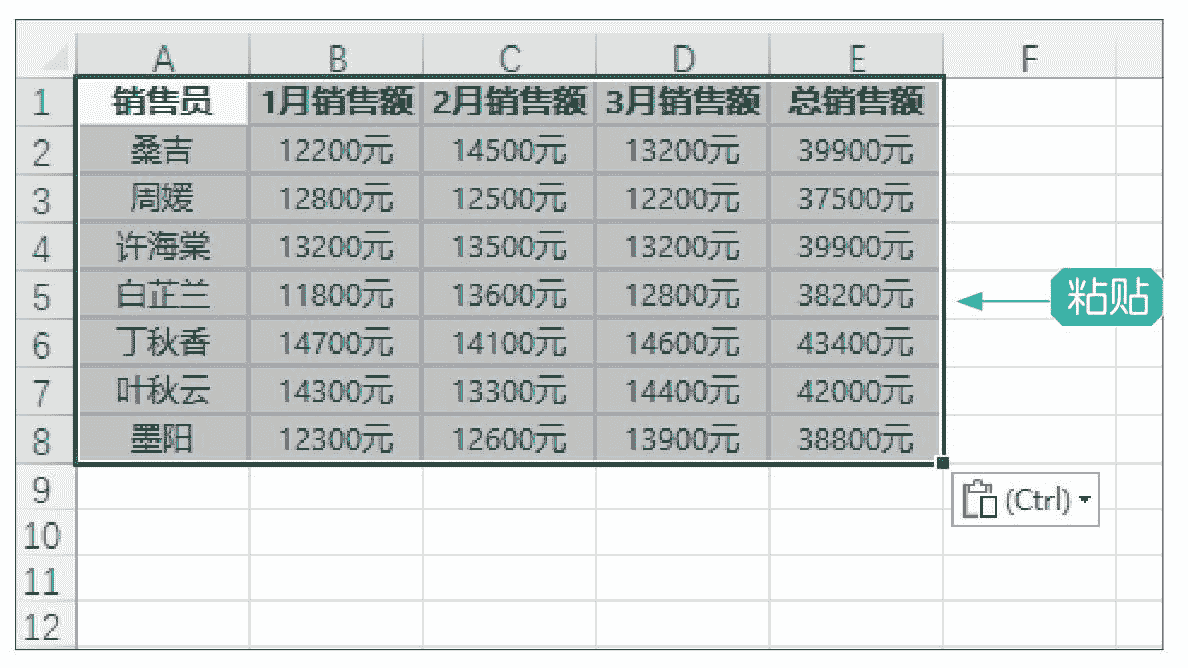 A B C D E F
1 销售员 1月销售额 2月销售额 3月销售额 总销售额
2 桑吉 12200元 14500元 13200元 39900元
3 周媛 12800元 12500元 12200元 37500元
4 许海棠 13200元 13500元 13200元 39900元
5 白芷兰 11800元 13600元 12800元 38200元 粘贴
6 丁秋香 14700元 14100元 14600元 43400元
7 叶秋云 14300元 13300元 14400元 42000元
8 墨阳 12300元 12600元 13900元 38800元
9 (Ctrl)
10
11
12